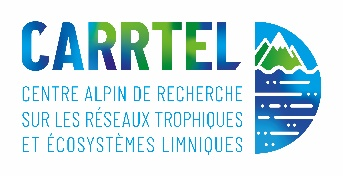 CARRTEL
CENTRE ALPIN DE RECHERCHE
SUR LES RÉSEAUX TROPHIQUES
ET ÉCOSYSTÈMES LIMNIQUES